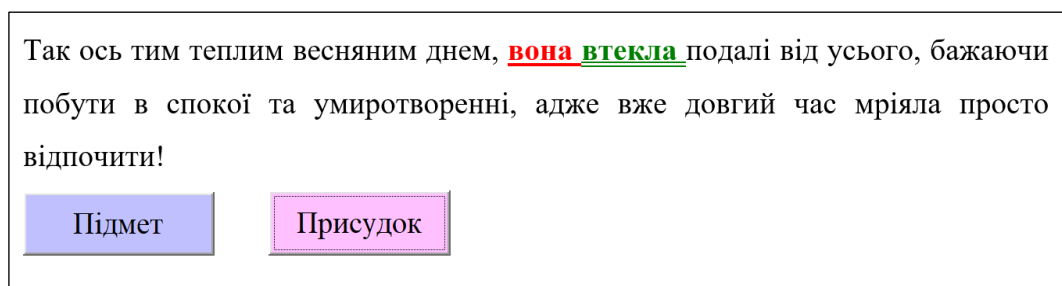 Так ось тим теплим весняним днем, вона втекла подалі від усього, бажаючи
побути в спокої та умиротворенні, адже вже довгий час мріяла просто
відпочити!
Підмет Присудок